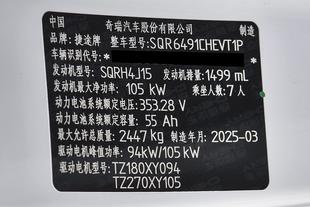 中国 奇瑞汽车股份有限公司 制造
品牌：捷途牌 整车型号：SQR6491CHEVT1P
车辆识别代号：*
发动机型号：SQRH4J15 发动机排量：1499 mL
发动机最大净功率：105 kW 乘坐人数：7人
动力电池系统额定电压：353.28 V
动力电池系统额定容量：55 Ah
最大允许总质量：2447 kg 制造年月：2025-03
驱动电机峰值功率：94kW/105 kW
驱动电机型号：TZ180XY094
TZ270XY105